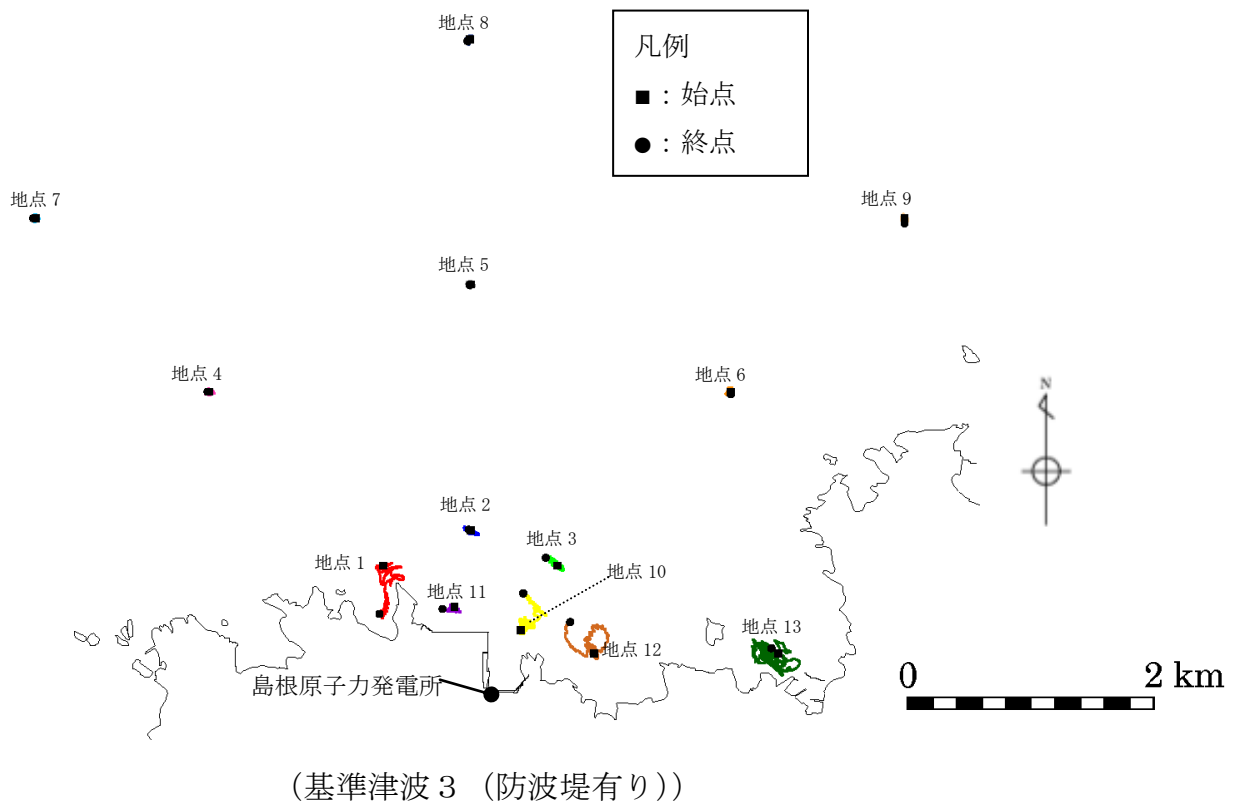 地点 8
凡例
■：始点
●：終点
地点 7
地点 9
地点 5
地点 4
地点 6
N
地点 2
地点 3
地点 1
地点 10
地点 11
地点 12
地点 13
島根原子力発電所
0 2 km
（基準津波３（防波堤有り））